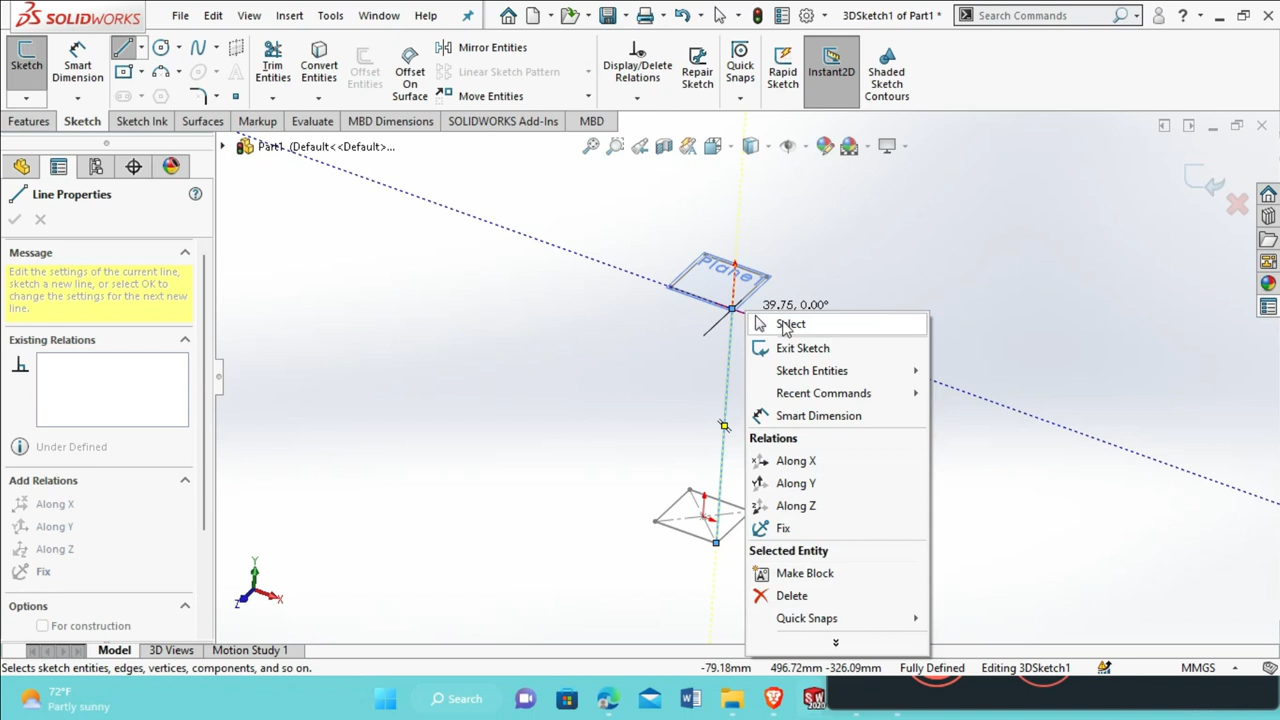 SOLIDWORKS
File Edit View Insert Tools Window Help
3DSketch1 of Part1 *
Search Commands
Sketch
Smart Dimension
Trim Entities
Convert Entities
Offset Entities
Offset On Surface
Mirror Entities
Linear Sketch Pattern
Move Entities
Display/Delete Relations
Repair Sketch
Quick Snaps
Rapid Sketch
Instant2D
Shaded Sketch Contours
Features Sketch Sketch Ink Surfaces Markup Evaluate MBD Dimensions SOLIDWORKS Add-Ins MBD
Part1 (Default<<Default>...
Line Properties
Message
Edit the settings of the current line, sketch a new line, or select OK to change the settings for the next new line.
Existing Relations
Under Defined
Add Relations
Along X
Along Y
Along Z
Fix
Options
For construction
Plane
39.75, 0.00°
Select
Exit Sketch
Sketch Entities
Recent Commands
Smart Dimension
Relations
Along X
Along Y
Along Z
Fix
Selected Entity
Make Block
Delete
Quick Snaps
Y
Z
X
Model 3D Views Motion Study 1
Selects sketch entities, edges, vertices, components, and so on.
-79.18mm 496.72mm -326.09mm Fully Defined Editing 3DSketch1 MMGS
72°F
Partly sunny
Search
SW
2020